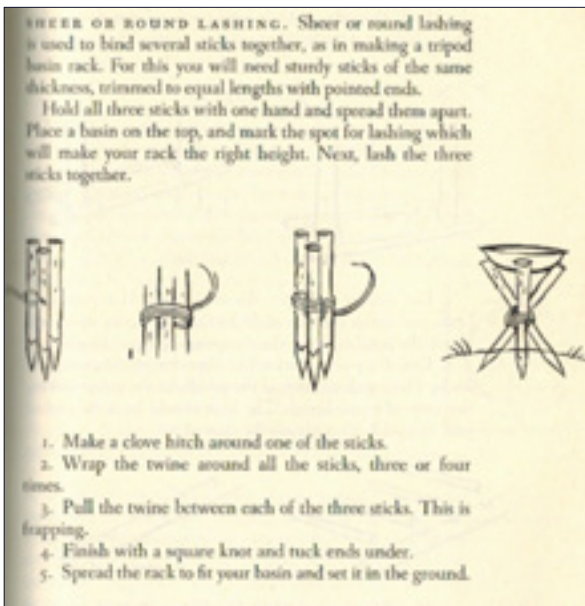 SHEER OR ROUND LASHING. Sheer or round lashing
is used to bind several sticks together, as in making a tripod
basin rack. For this you will need sturdy sticks of the same
thickness, trimmed to equal lengths with pointed ends.
Hold all three sticks with one hand and spread them apart.
Place a basin on the top, and mark the spot for lashing which
will make your rack the right height. Next, lash the three
sticks together.
1. Make a clove hitch around one of the sticks.
2. Wrap the twine around all the sticks, three or four
times.
3. Pull the twine between each of the three sticks. This is
frapping.
4. Finish with a square knot and tuck ends under.
5. Spread the rack to fit your basin and set it in the ground.